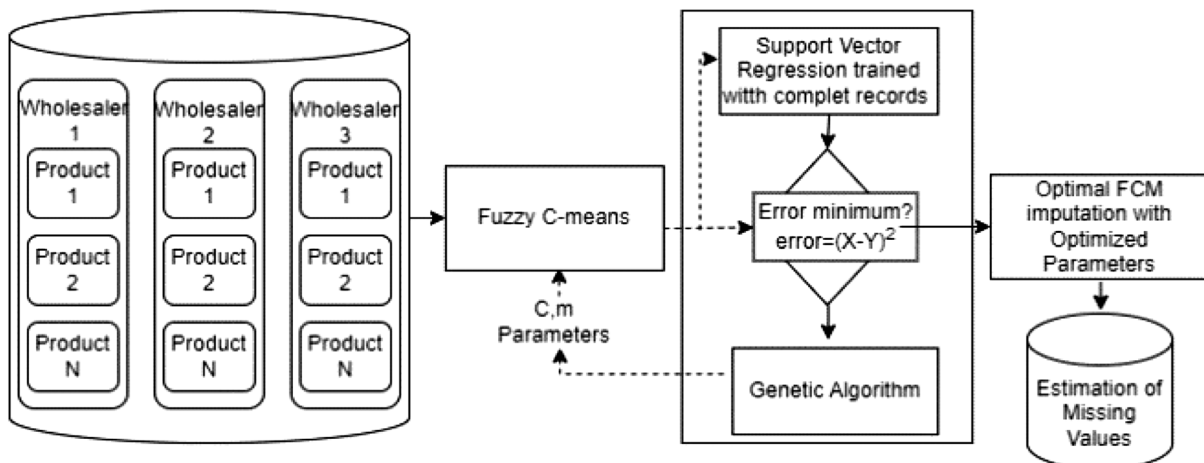 Wholesaler
1
Product
1
Product
2
Product
N
Wholesaler
2
Product
1
Product
2
Product
N
Wholesaler
3
Product
1
Product
2
Product
N
Fuzzy C-means
C,m
Parameters
Support Vector
Regression trained
witth complet records
Error minimum?
error=(X-Y)²
Genetic Algorithm
Optimal FCM
imputation with
Optimized
Parameters
Estimation of
Missing
Values